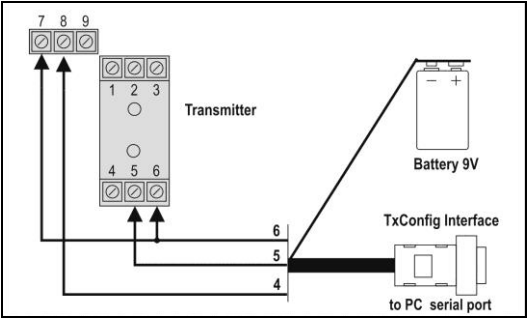 7 8 9
1 2 3
Transmitter
− +
Battery 9V
4 5 6
TxConfig Interface
6
5
4
to PC serial port